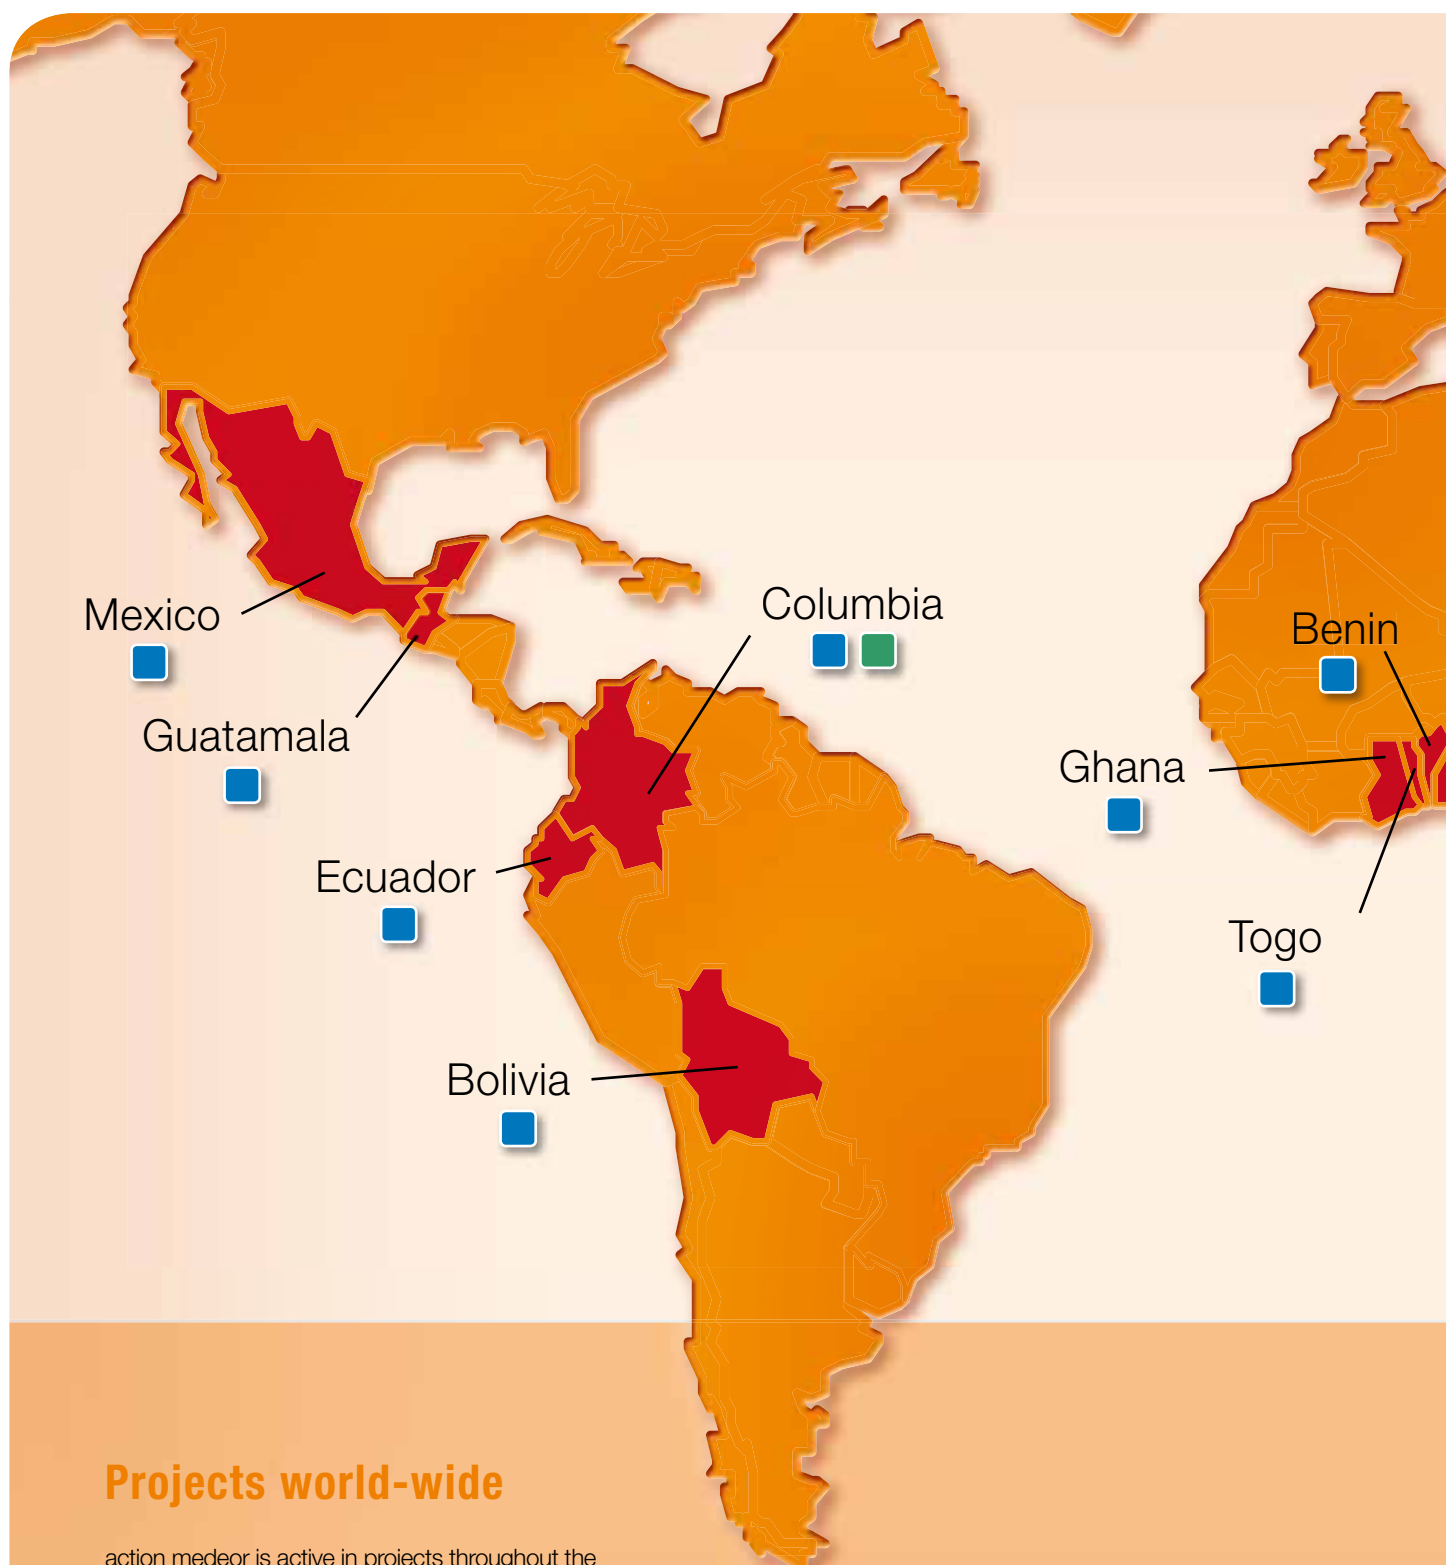 Mexico
Guatamala
Columbia
Ecuador
Bolivia
Benin
Ghana
Togo
Projects world-wide
action medeor is active in projects throughout the